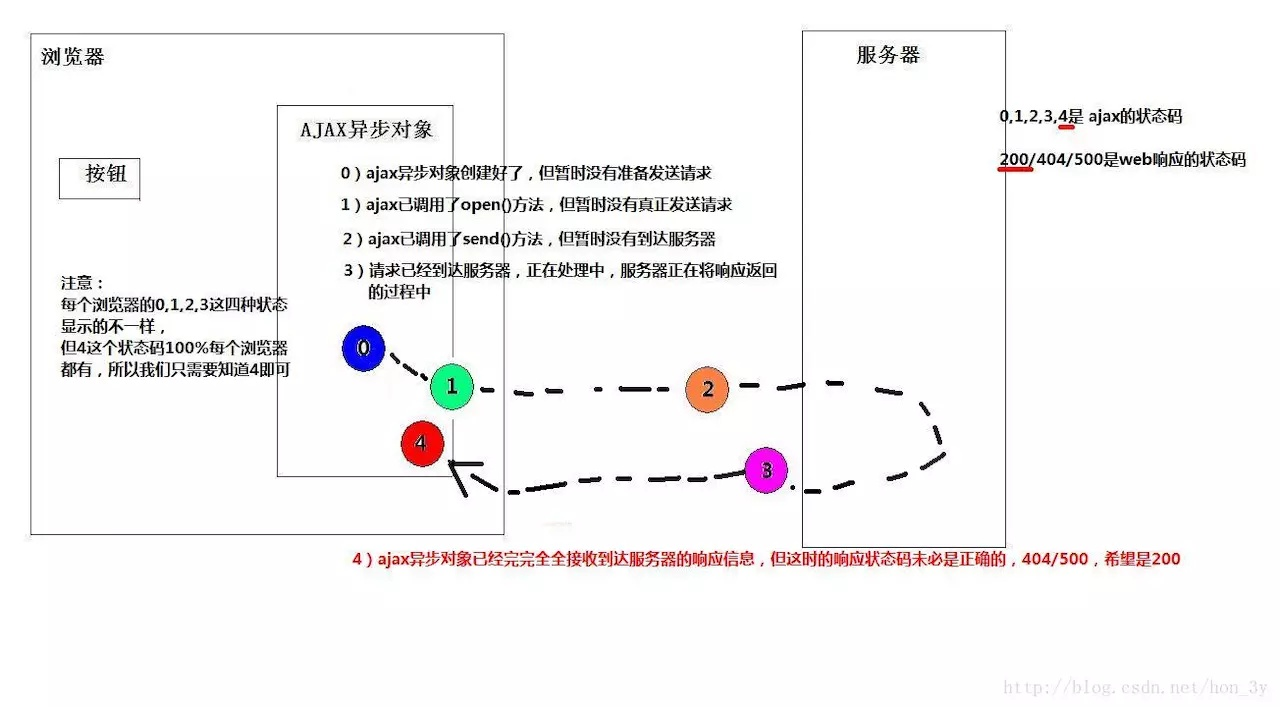 浏览器
服务器
AJAX异步对象
按钮
0）ajax异步对象创建好了，但暂时没有准备发送请求
1）ajax已调用了open()方法，但暂时没有真正发送请求
2）ajax已调用了send()方法，但暂时没有到达服务器
3）请求已经到达服务器，正在处理中，服务器正在将响应返回
的过程中
注意：
每个浏览器的0,1,2,3这四种状态
显示的不一样，
但4这个状态码100%每个浏览器
都有，所以我们只需要知道4即可
0
1
2
3
4
0,1,2,3,4是 ajax的状态码
200/404/500是web响应的状态码
4）ajax异步对象已经完完全全接收到达服务器的响应信息，但这时的响应状态码未必是正确的，404/500，希望是200
http://blog.csdn.net/hon_3y